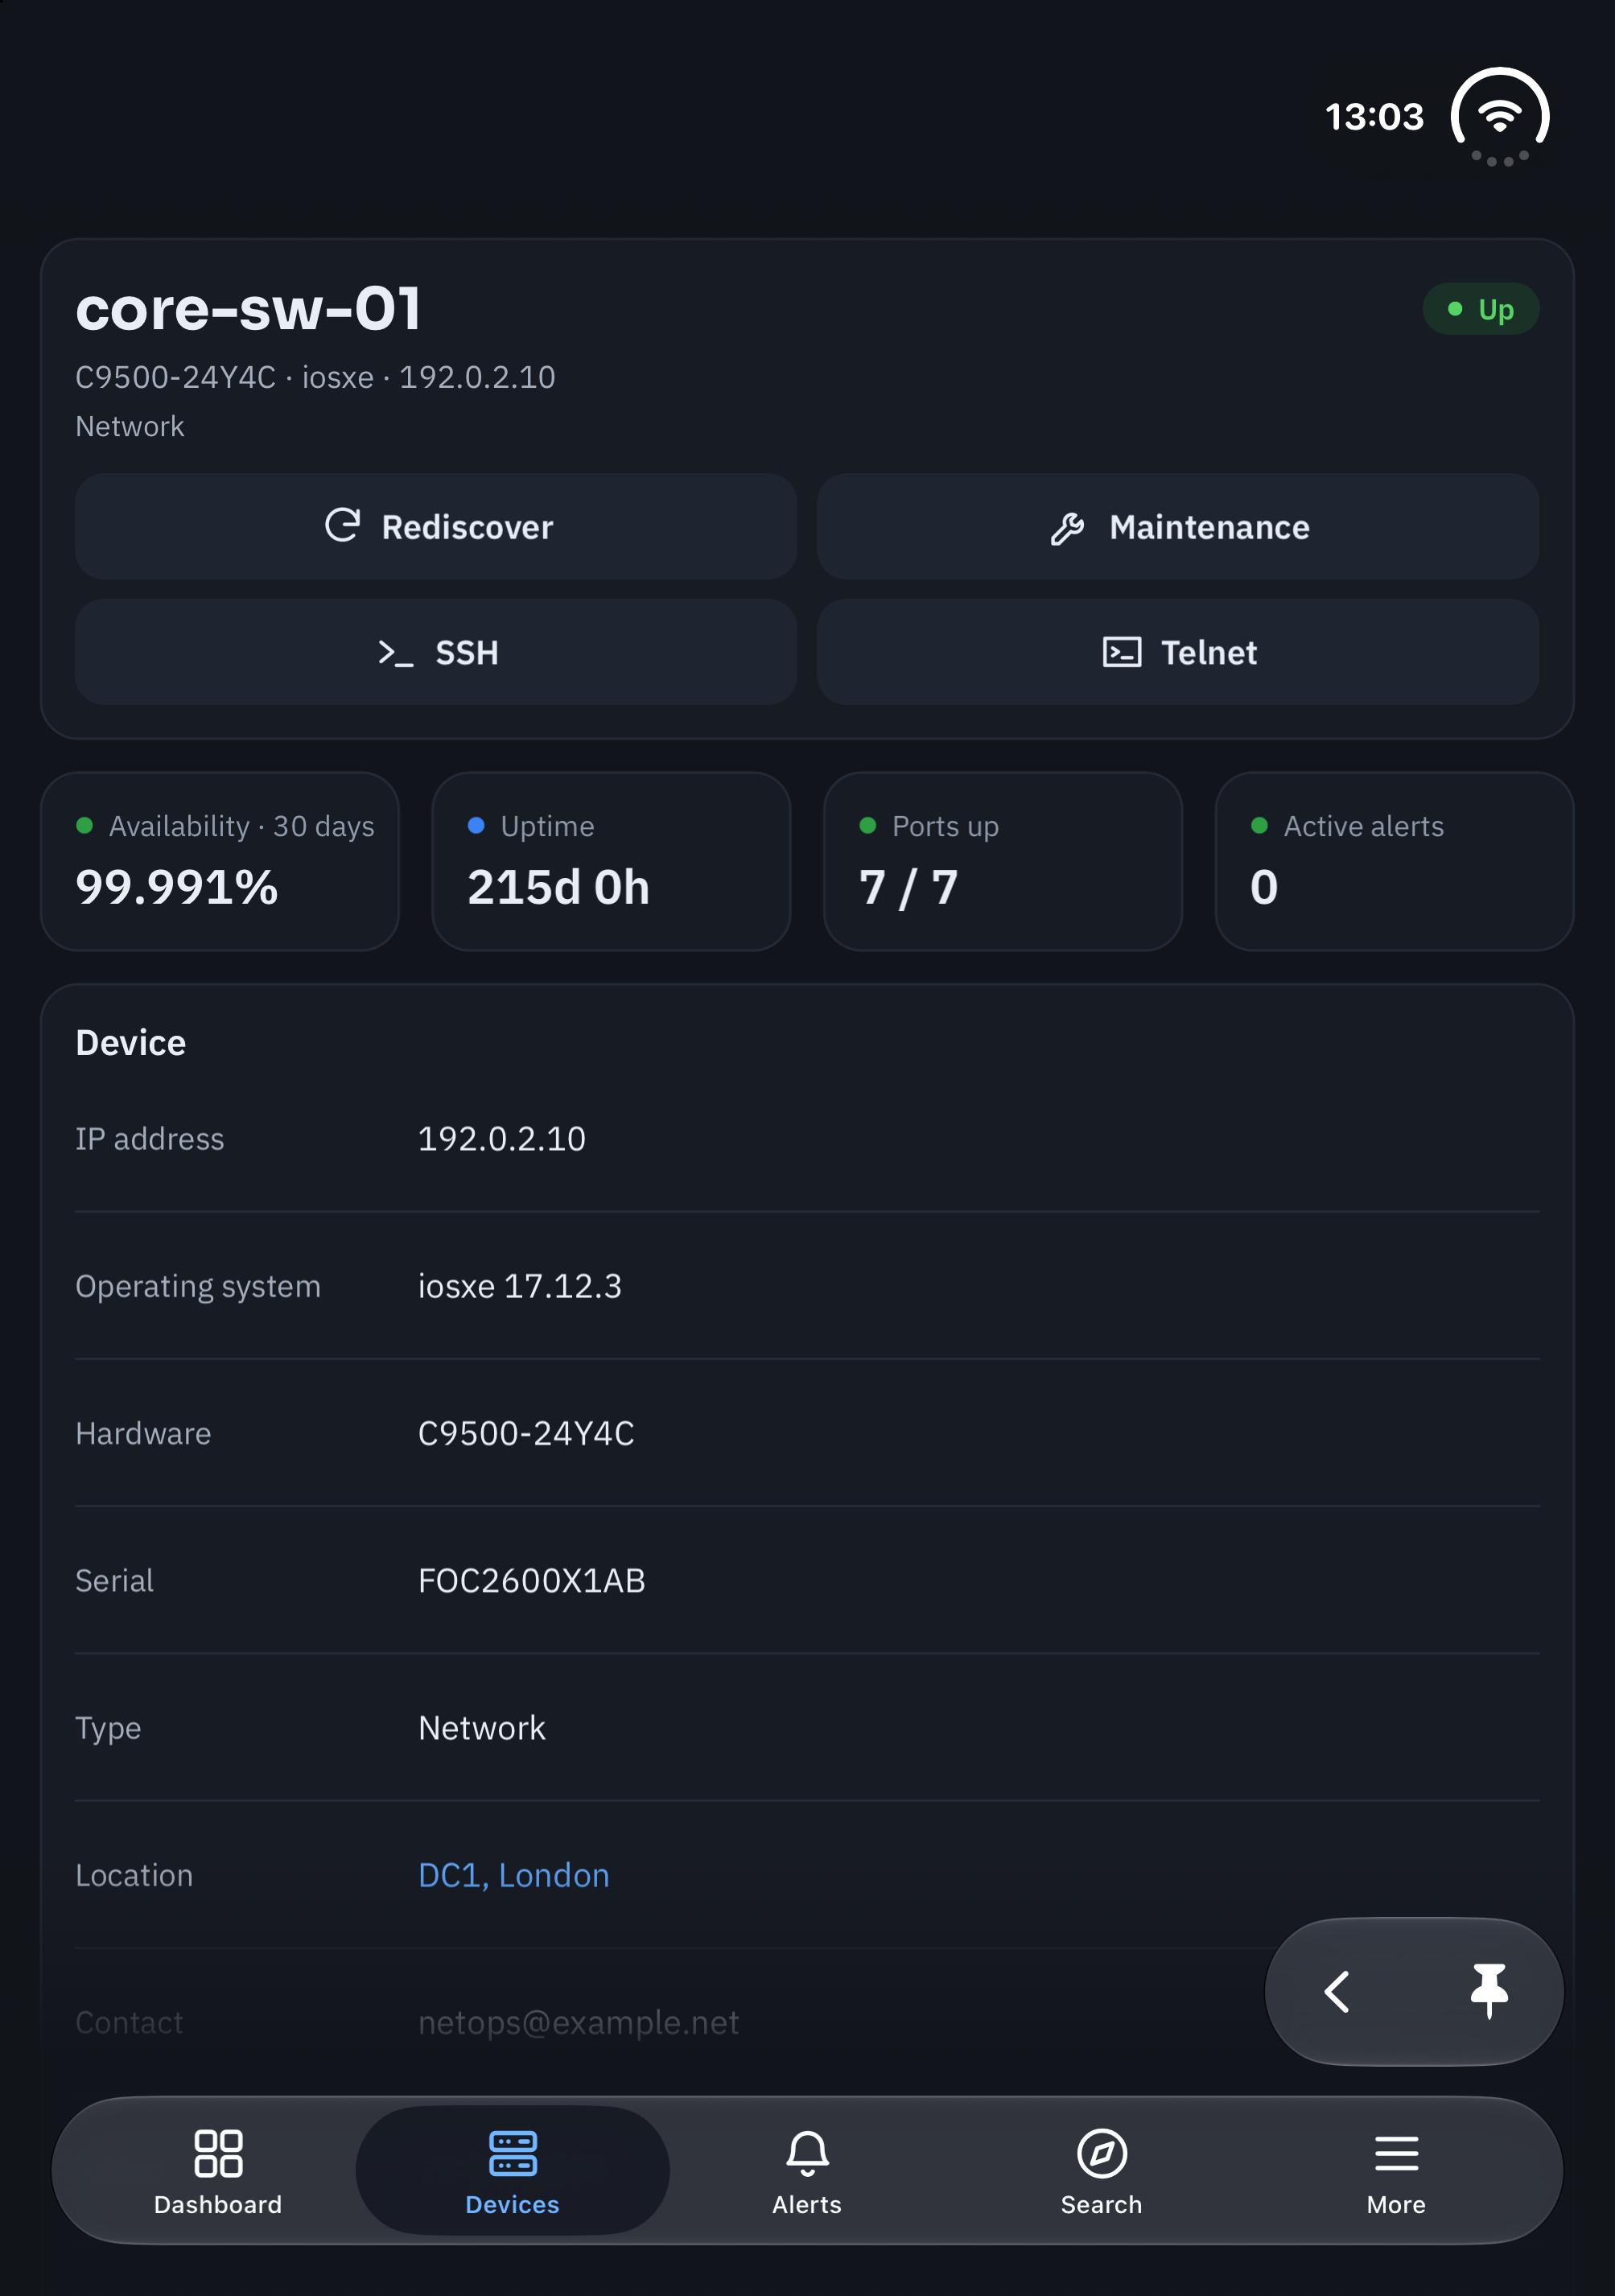 13:03
core-sw-01
Up
C9500-24Y4C · iosxe · 192.0.2.10
Network
Rediscover
Maintenance
SSH
Telnet
Availability · 30 days
99.991%
Uptime
215d 0h
Ports up
7 / 7
Active alerts
0
Device
IP address 192.0.2.10
Operating system iosxe 17.12.3
Hardware C9500-24Y4C
Serial FOC2600X1AB
Type Network
Location DC1, London
Contact netops@example.net
Dashboard
Devices
Alerts
Search
More